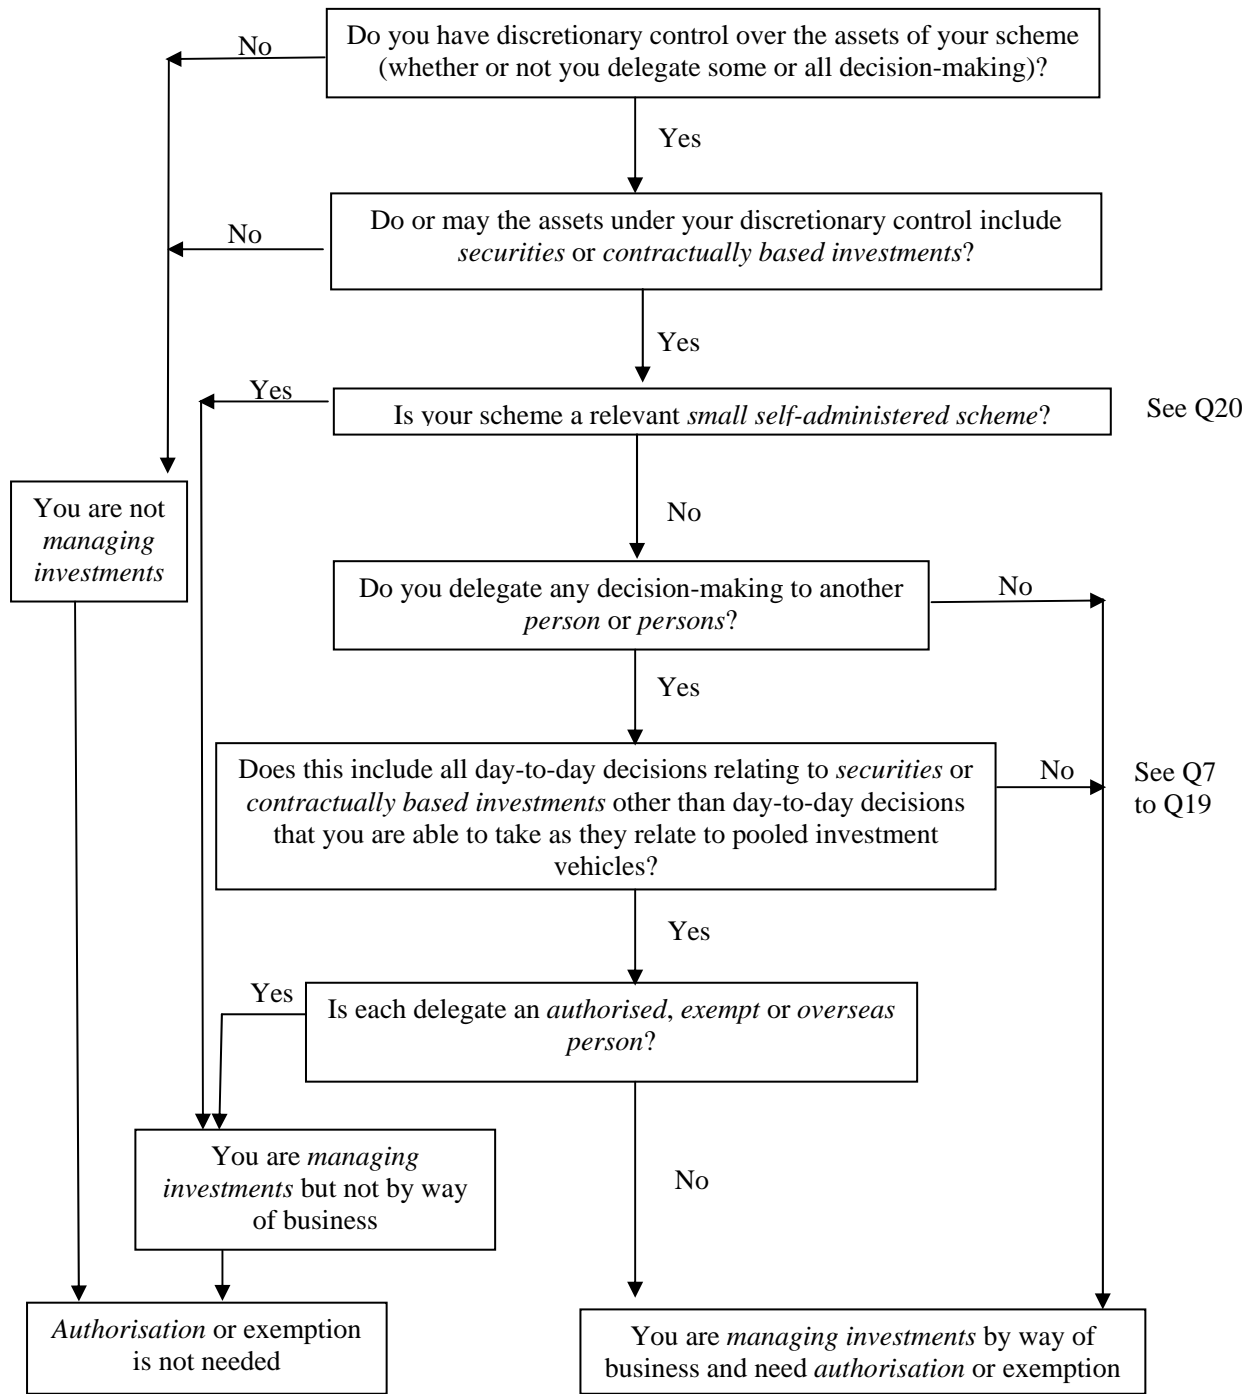 Do you have discretionary control over the assets of your scheme
(whether or not you delegate some or all decision-making)?
No
Yes
Do or may the assets under your discretionary control include
securities or contractually based investments?
No
Yes
Yes
Is your scheme a relevant small self-administered scheme?
See Q20
You are not
managing
investments
No
Do you delegate any decision-making to another
person or persons?
No
Yes
Does this include all day-to-day decisions relating to securities or
contractually based investments other than day-to-day decisions
that you are able to take as they relate to pooled investment
vehicles?
No
See Q7
to Q19
Yes
Yes
Is each delegate an authorised, exempt or overseas
person?
You are managing
investments but not by way
of business
No
Authorisation or exemption
is not needed
You are managing investments by way of
business and need authorisation or exemption